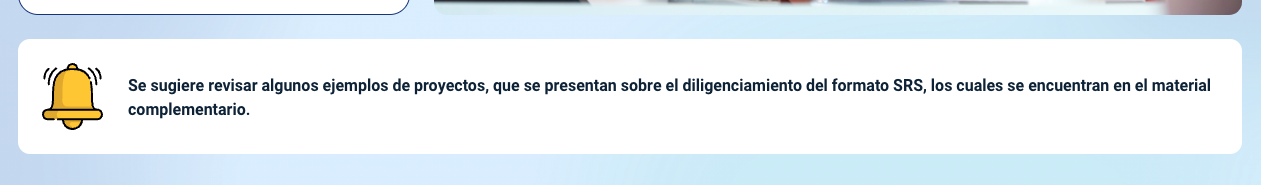 Se sugiere revisar algunos ejemplos de proyectos, que se presentan sobre el diligenciamiento del formato SRS, los cuales se encuentran en el material
complementario.